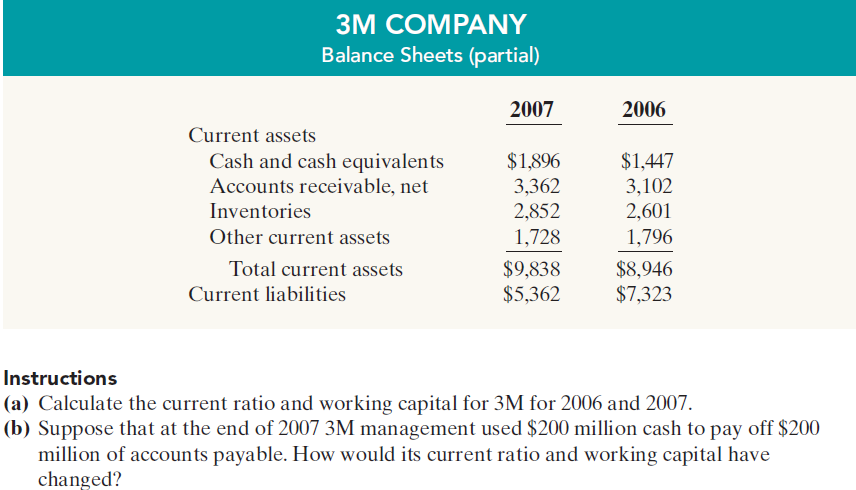 3M COMPANY
Balance Sheets (partial)
2007 2006
Current assets
Cash and cash equivalents $1,896 $1,447
Accounts receivable, net 3,362 3,102
Inventories 2,852 2,601
Other current assets 1,728 1,796
Total current assets $9,838 $8,946
Current liabilities $5,362 $7,323
Instructions
(a) Calculate the current ratio and working capital for 3M for 2006 and 2007.
(b) Suppose that at the end of 2007 3M management used $200 million cash to pay off $200
million of accounts payable. How would its current ratio and working capital have
changed?